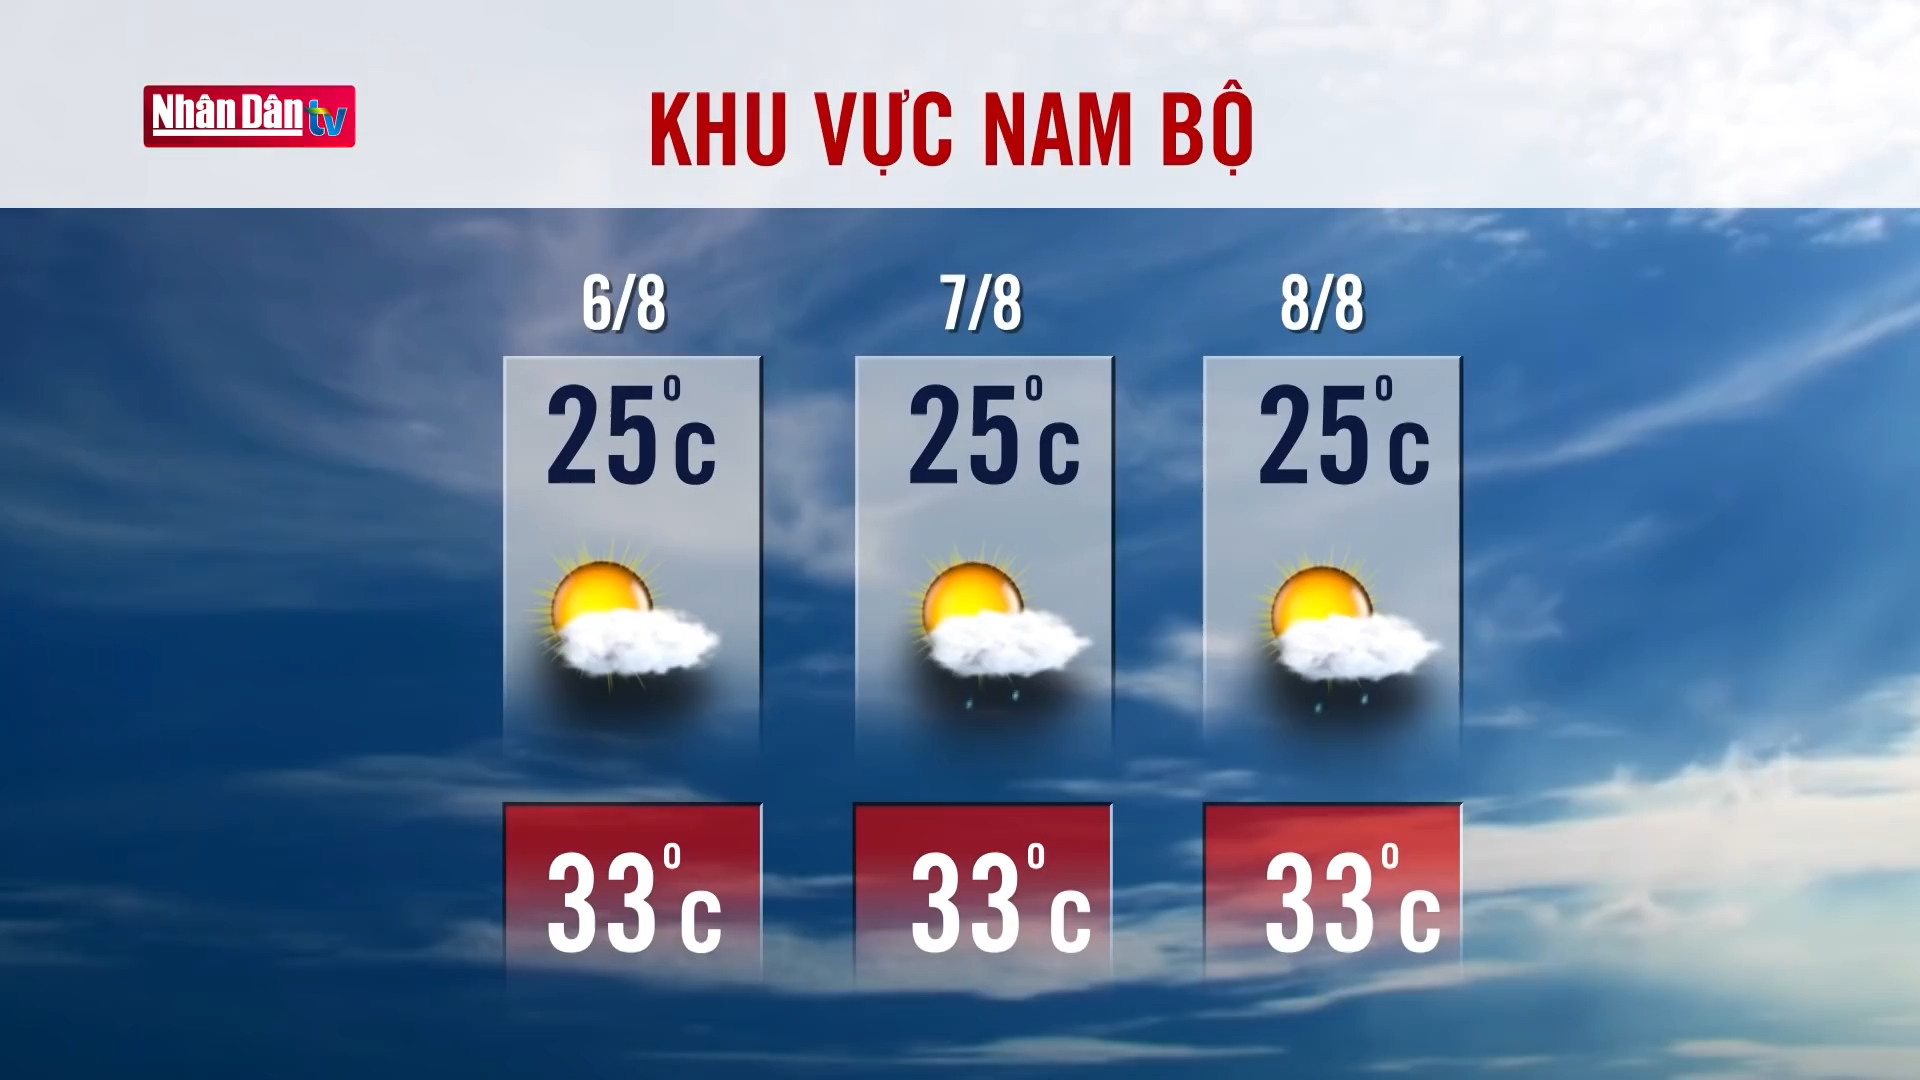 Nhân Dân tv
KHU VỰC NAM BỘ
6/8 7/8 8/8
25°C 25°C 25°C
33°C 33°C 33°C